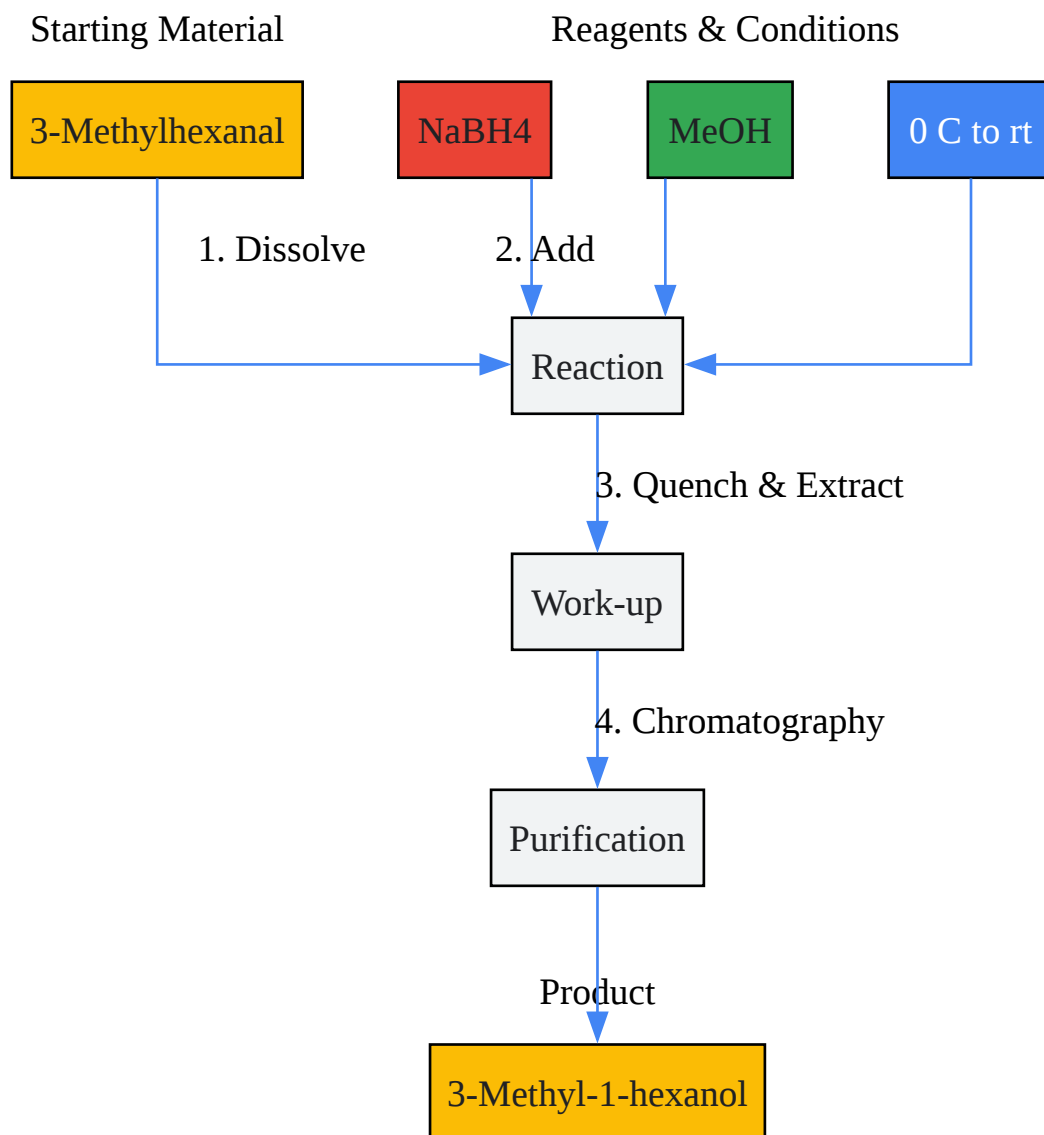 Starting Material
Reagents & Conditions
3-Methylhexanal
NaBH4
MeOH
0 C to rt
1. Dissolve
2. Add
Reaction
3. Quench & Extract
Work-up
4. Chromatography
Purification
Product
3-Methyl-1-hexanol